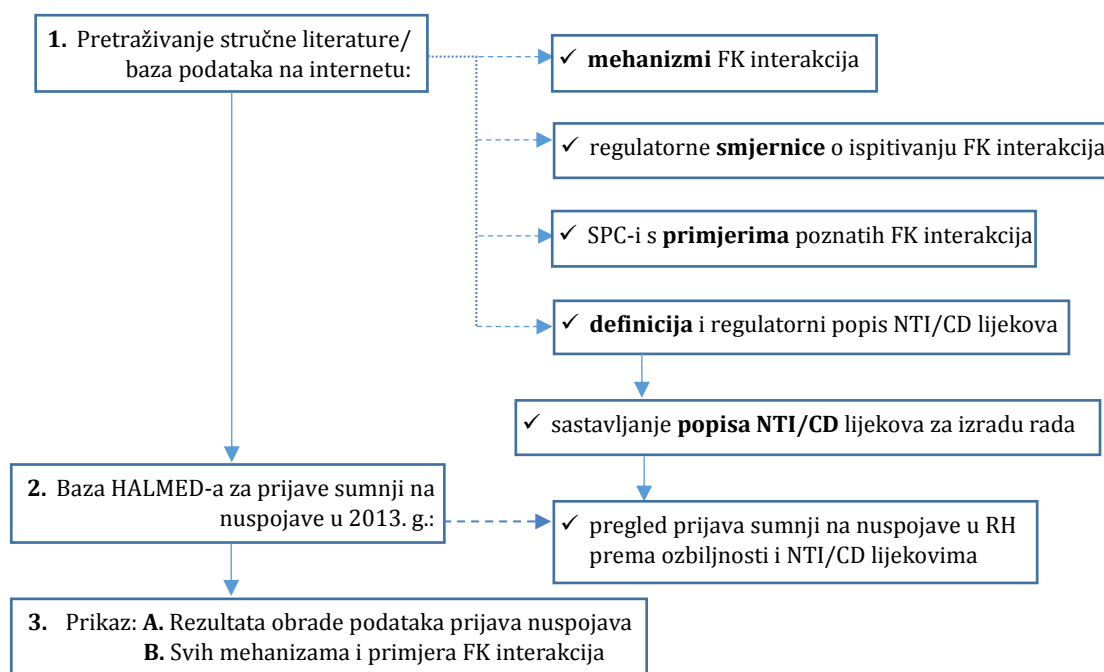 1. Pretraživanje stručne literature/
baza podataka na internetu:
✓ mehanizmi FK interakcija
✓ regulatorne smjernice o ispitivanju FK interakcija
✓ SPC-i s primjerima poznatih FK interakcija
✓ definicija i regulatorni popis NTI/CD lijekova
✓ sastavljanje popisa NTI/CD lijekova za izradu rada
2. Baza HALMED-a za prijave sumnji na
nuspojave u 2013. g.:
✓ pregled prijava sumnji na nuspojave u RH
prema ozbiljnosti i NTI/CD lijekovima
3. Prikaz: A. Rezultata obrade podataka prijava nuspojava
B. Svih mehanizama i primjera FK interakcija